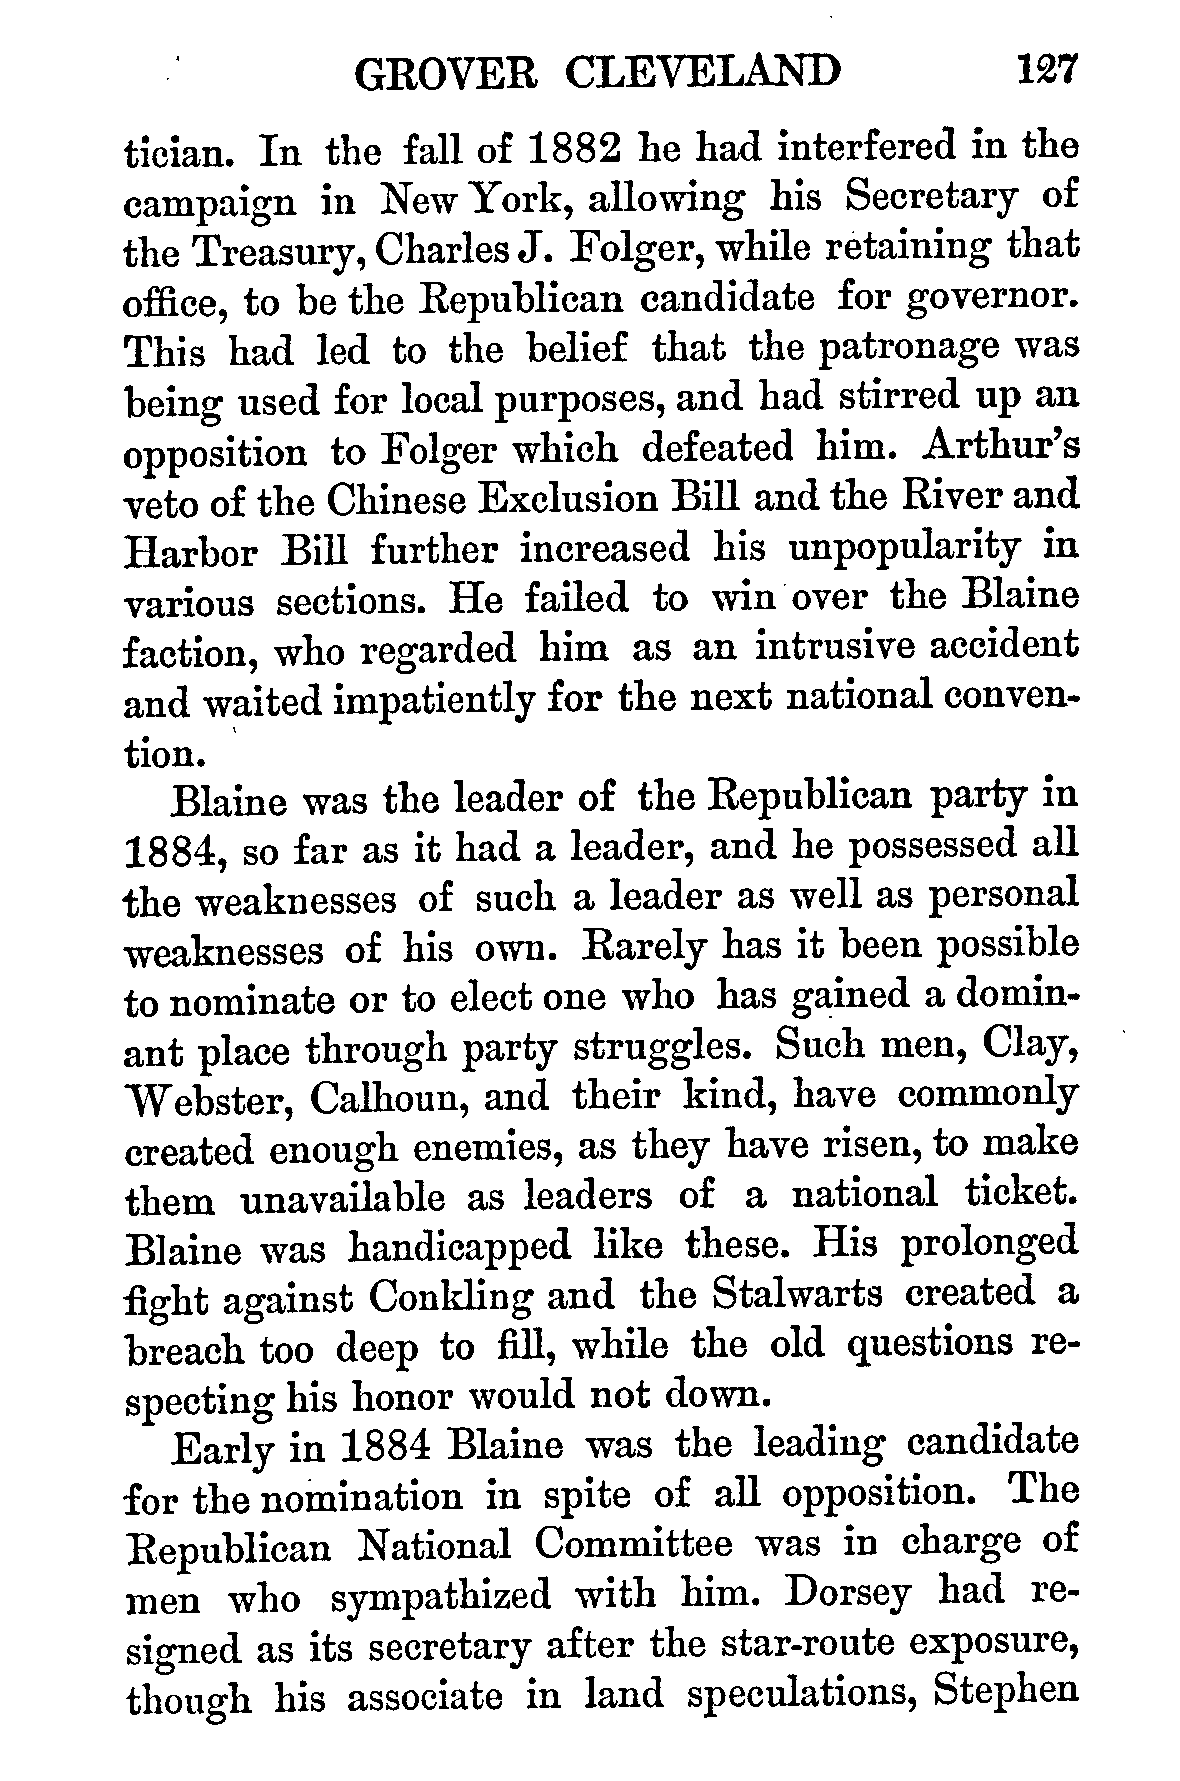 GROVER CLEVELAND 127
tician. In the fall of 1882 he had interfered in the
campaign in New York, allowing his Secretary of
the Treasury, Charles J. Folger, while retaining that
office, to be the Republican candidate for governor.
This had led to the belief that the patronage was
being used for local purposes, and had stirred up an
opposition to Folger which defeated him. Arthur's
veto of the Chinese Exclusion Bill and the River and
Harbor Bill further increased his unpopularity in
various sections. He failed to win over the Blaine
faction, who regarded him as an intrusive accident
and waited impatiently for the next national conven-
tion.
Blaine was the leader of the Republican party in
1884, so far as it had a leader, and he possessed all
the weaknesses of such a leader as well as personal
weaknesses of his own. Rarely has it been possible
to nominate or to elect one who has gained a domin-
ant place through party struggles. Such men, Clay,
Webster, Calhoun, and their kind, have commonly
created enough enemies, as they have risen, to make
them unavailable as leaders of a national ticket.
Blaine was handicapped like these. His prolonged
fight against Conkling and the Stalwarts created a
breach too deep to fill, while the old questions re-
specting his honor would not down.
Early in 1884 Blaine was the leading candidate
for the nomination in spite of all opposition. The
Republican National Committee was in charge of
men who sympathized with him. Dorsey had re-
signed as its secretary after the star-route exposure,
though his associate in land speculations, Stephen